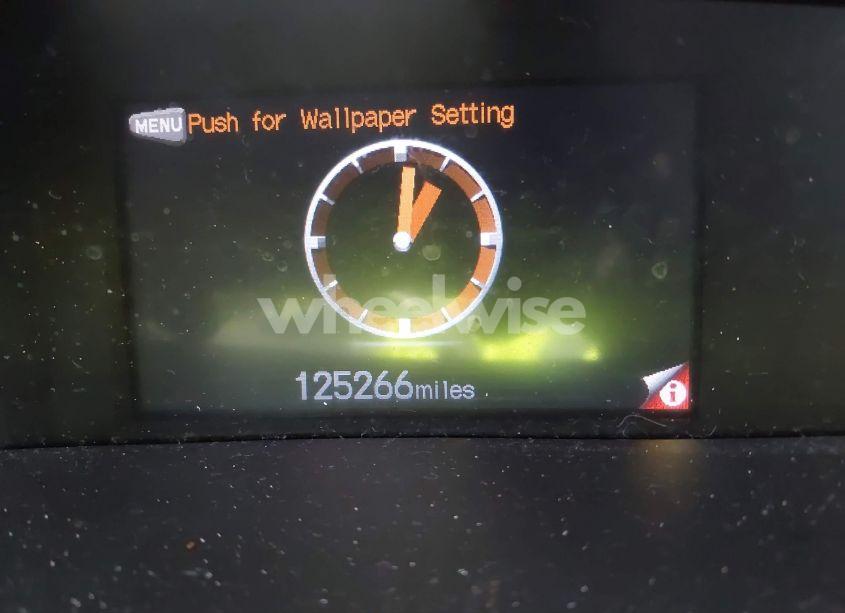 MENU Push for Wallpaper Setting
wheelwise
125266miles
i